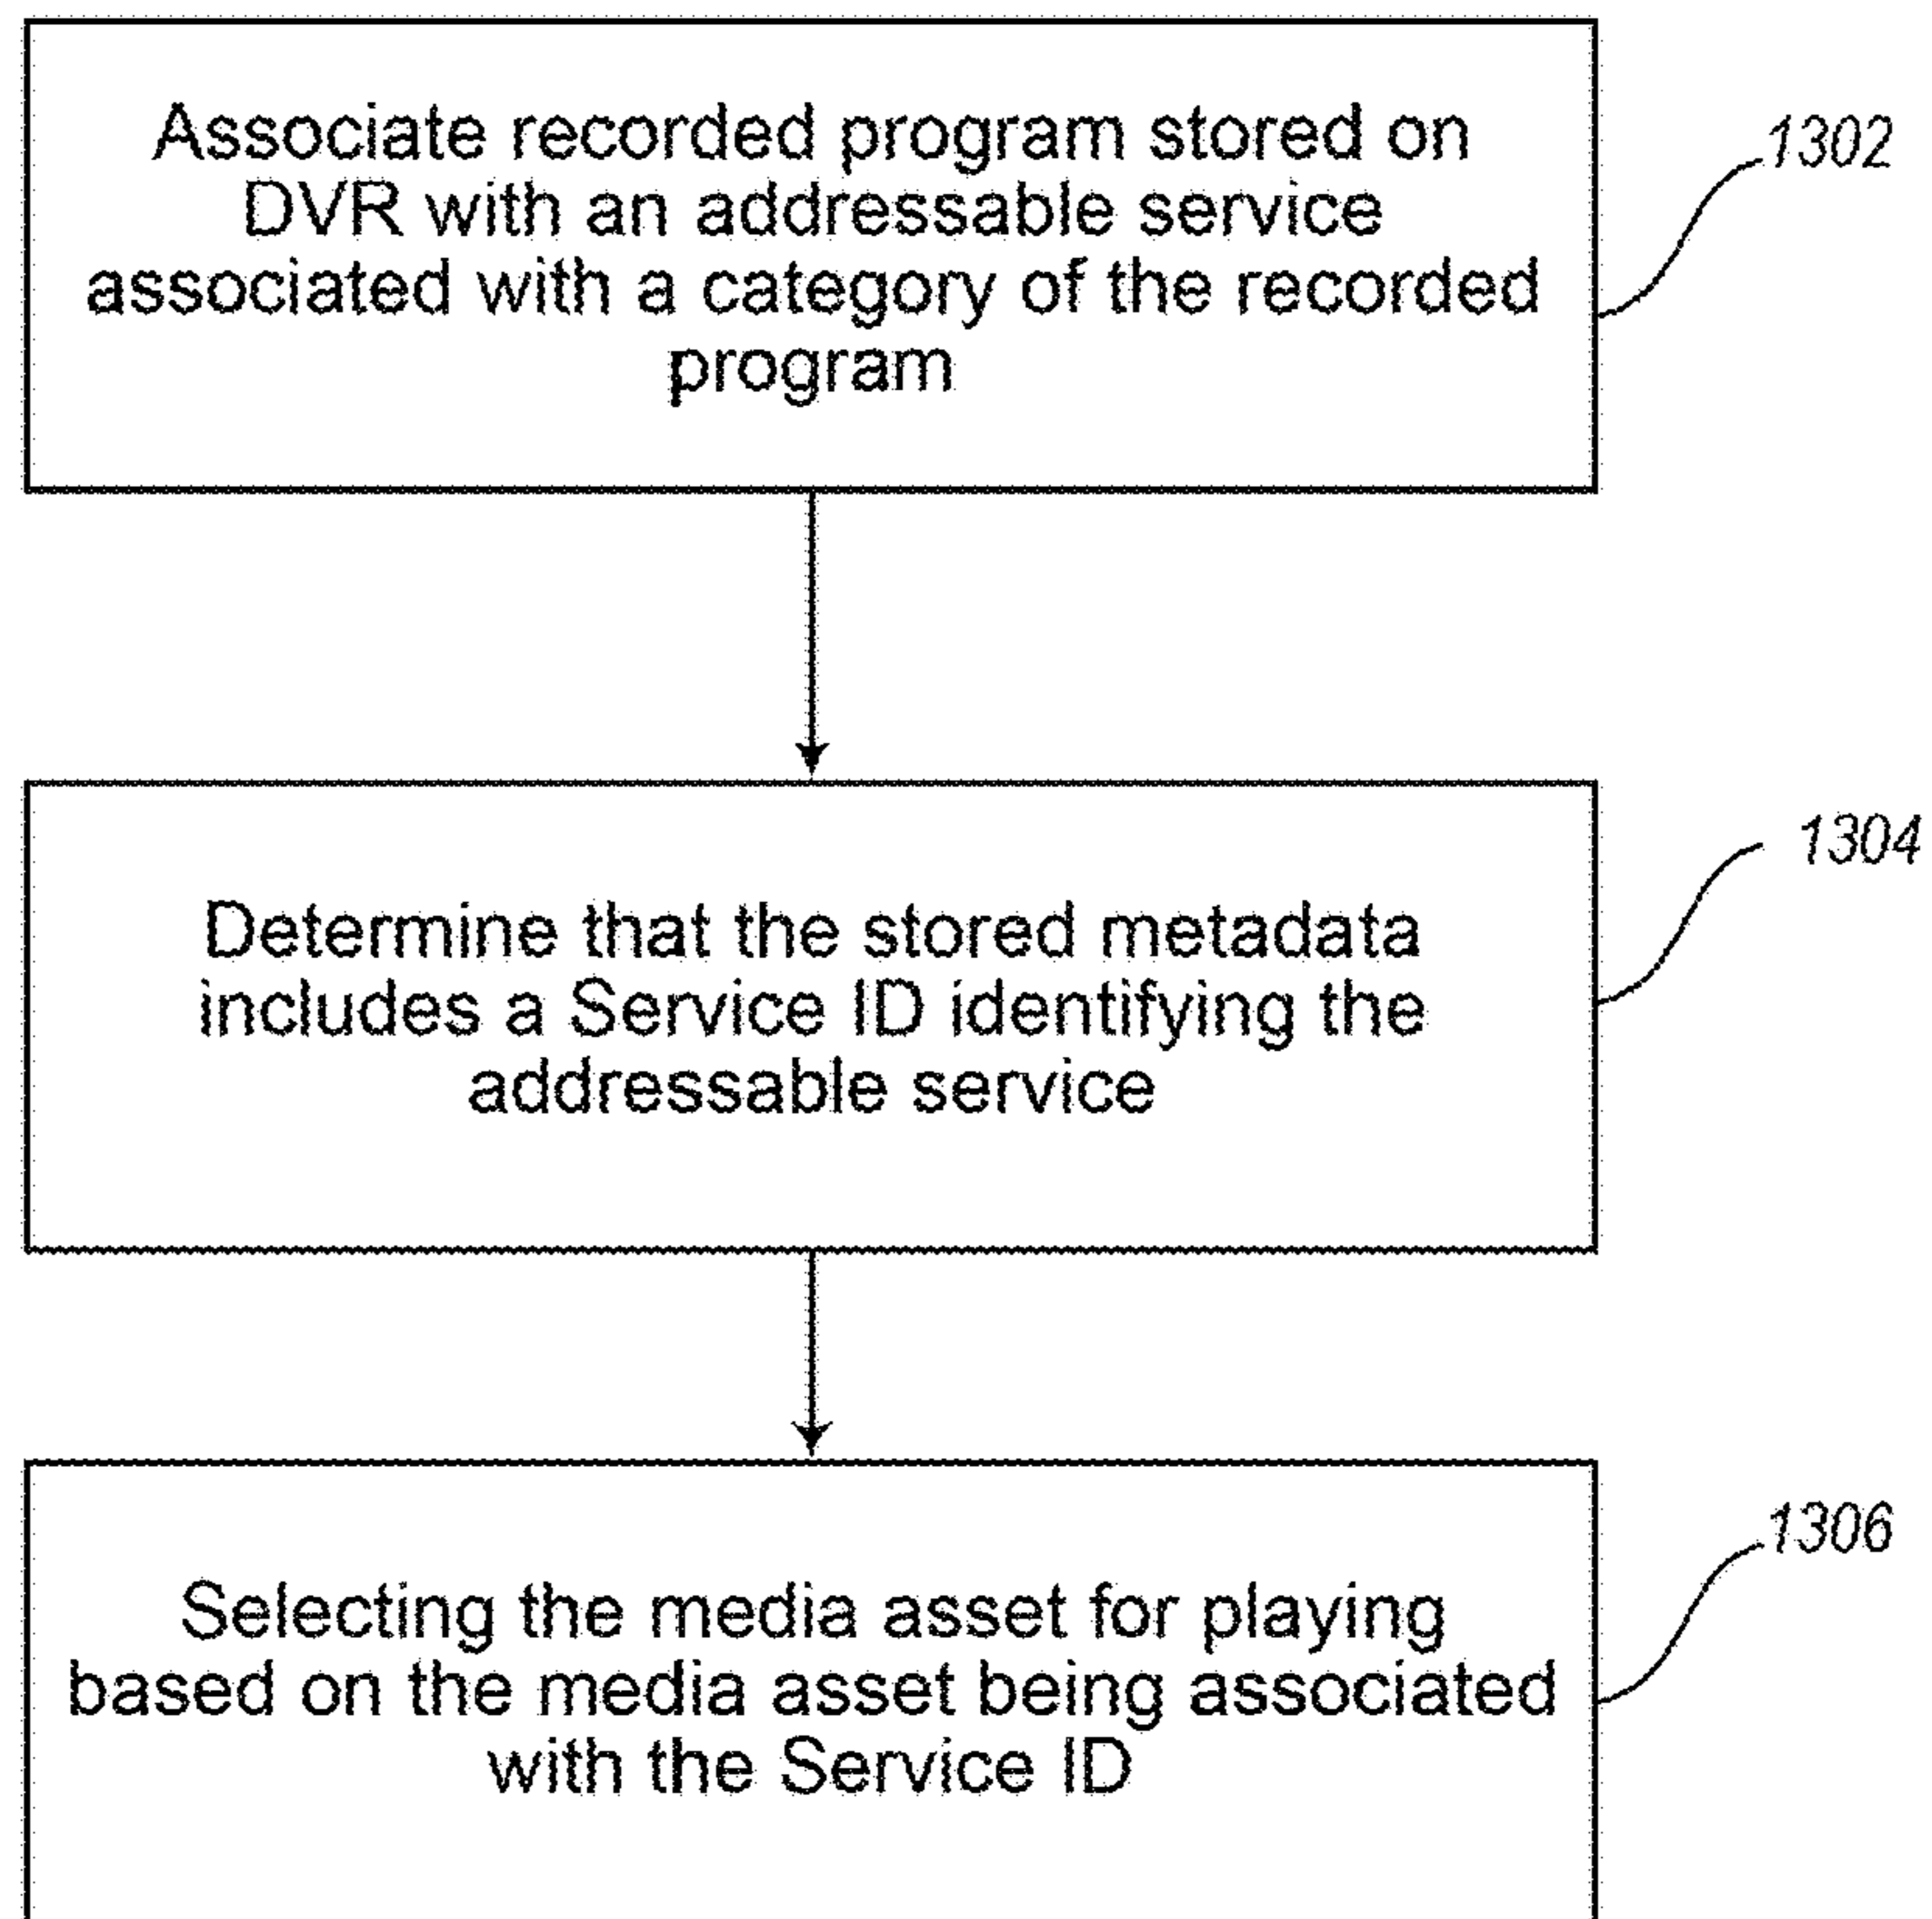 Associate recorded program stored on
DVR with an addressable service
associated with a category of the recorded
program
1302
Determine that the stored metadata
includes a Service ID identifying the
addressable service
1304
Selecting the media asset for playing
based on the media asset being associated
with the Service ID
1306